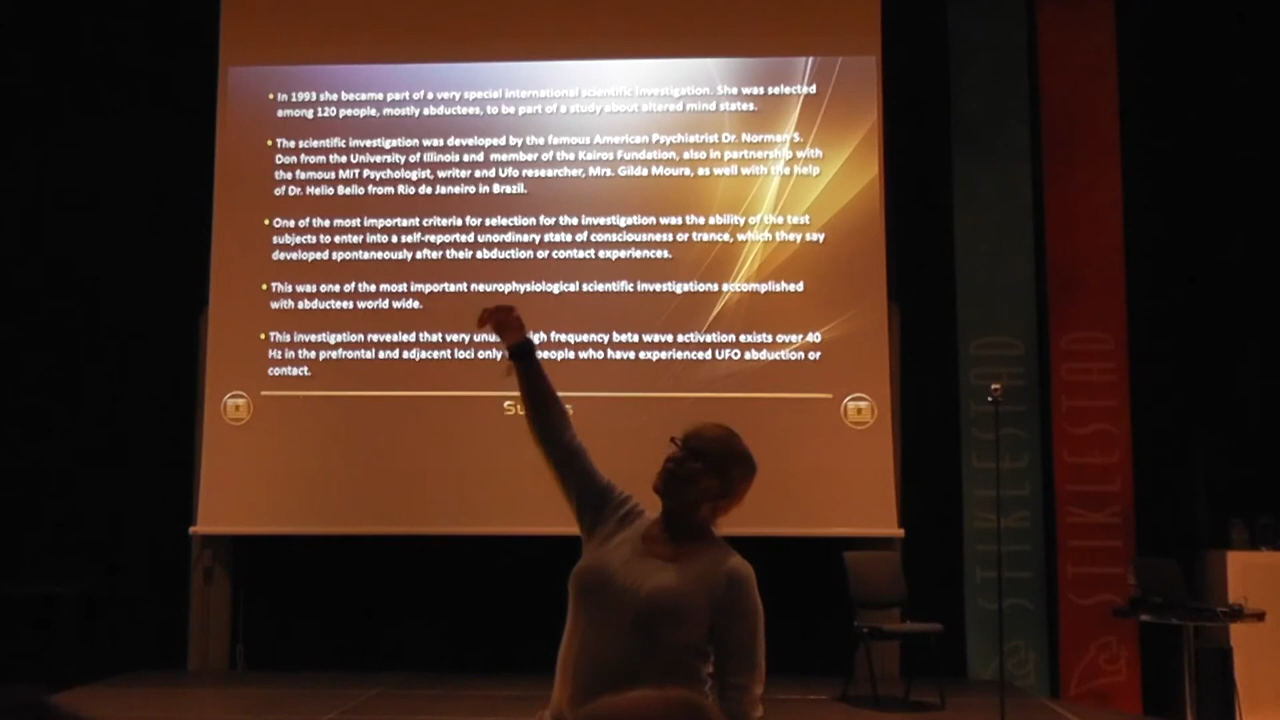 • In 1993 she became part of a very special international scientific investigation. She was selected
among 120 people, mostly abductees, to be part of a study about altered mind states.
• The scientific investigation was developed by the famous American Psychiatrist Dr. Norman S.
Don from the University of Illinois and member of the Kairos Fundation, also in partnership with
the famous MIT Psychologist, writer and Ufo researcher, Mrs. Gilda Moura, as well with the help
of Dr. Helio Bello from Rio de Janeiro in Brazil.
• One of the most important criteria for selection for the investigation was the ability of the test
subjects to enter into a self-reported unordinary state of consciousness or trance, which they say
developed spontaneously after their abduction or contact experiences.
• This was one of the most important neurophysiological scientific investigations accomplished
with abductees world wide.
• This investigation revealed that very high frequency beta wave activation exists over 40
Hz in the prefrontal and adjacent loci only people who have experienced UFO abduction or
contact.
STIKLESTAD
STIKLESTAD